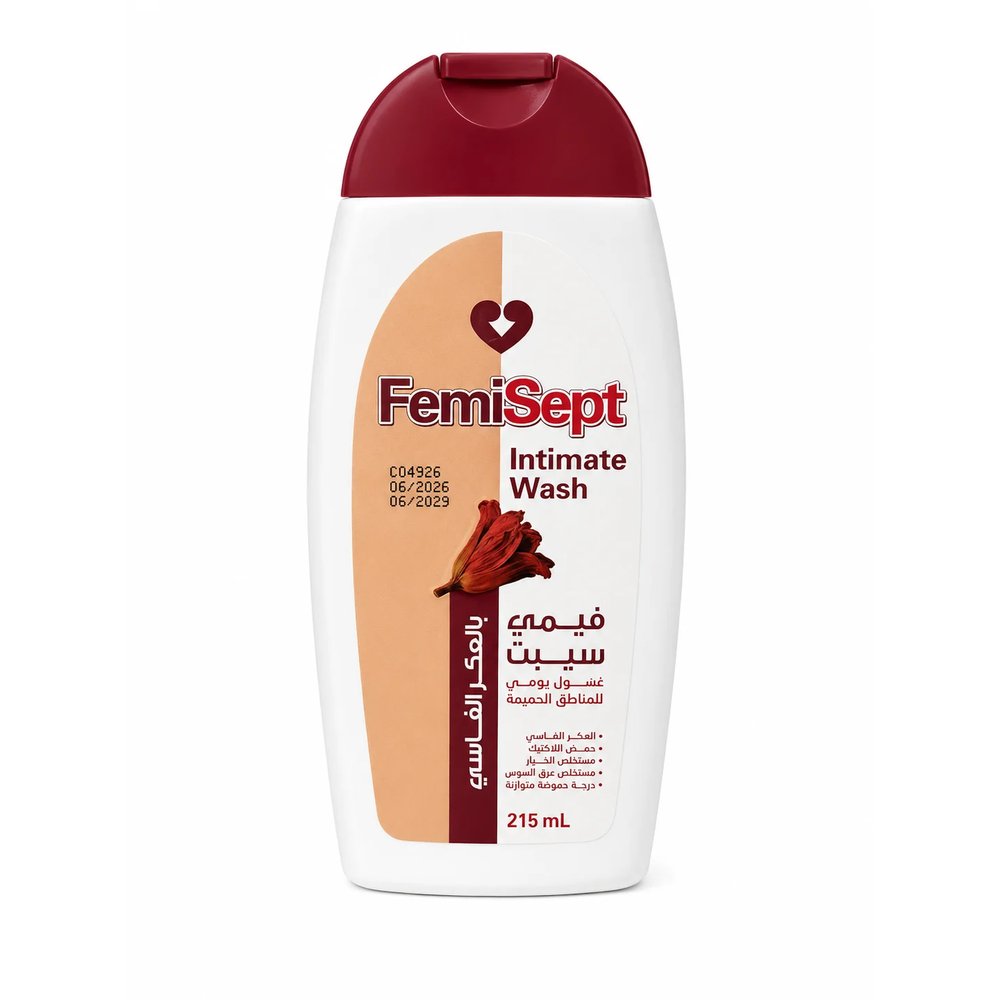 FemiSept
Intimate
Wash
C04926
06/2026
06/2029
بالعكر الفاسي
فيمي
سيبت
غسول يومي
للمناطق الحميمة
• العكر الفاسي
• حمض اللاكتيك
• مستخلص الخيار
• مستخلص عرق السوس
• درجة حموضة متوازنة
215 mL